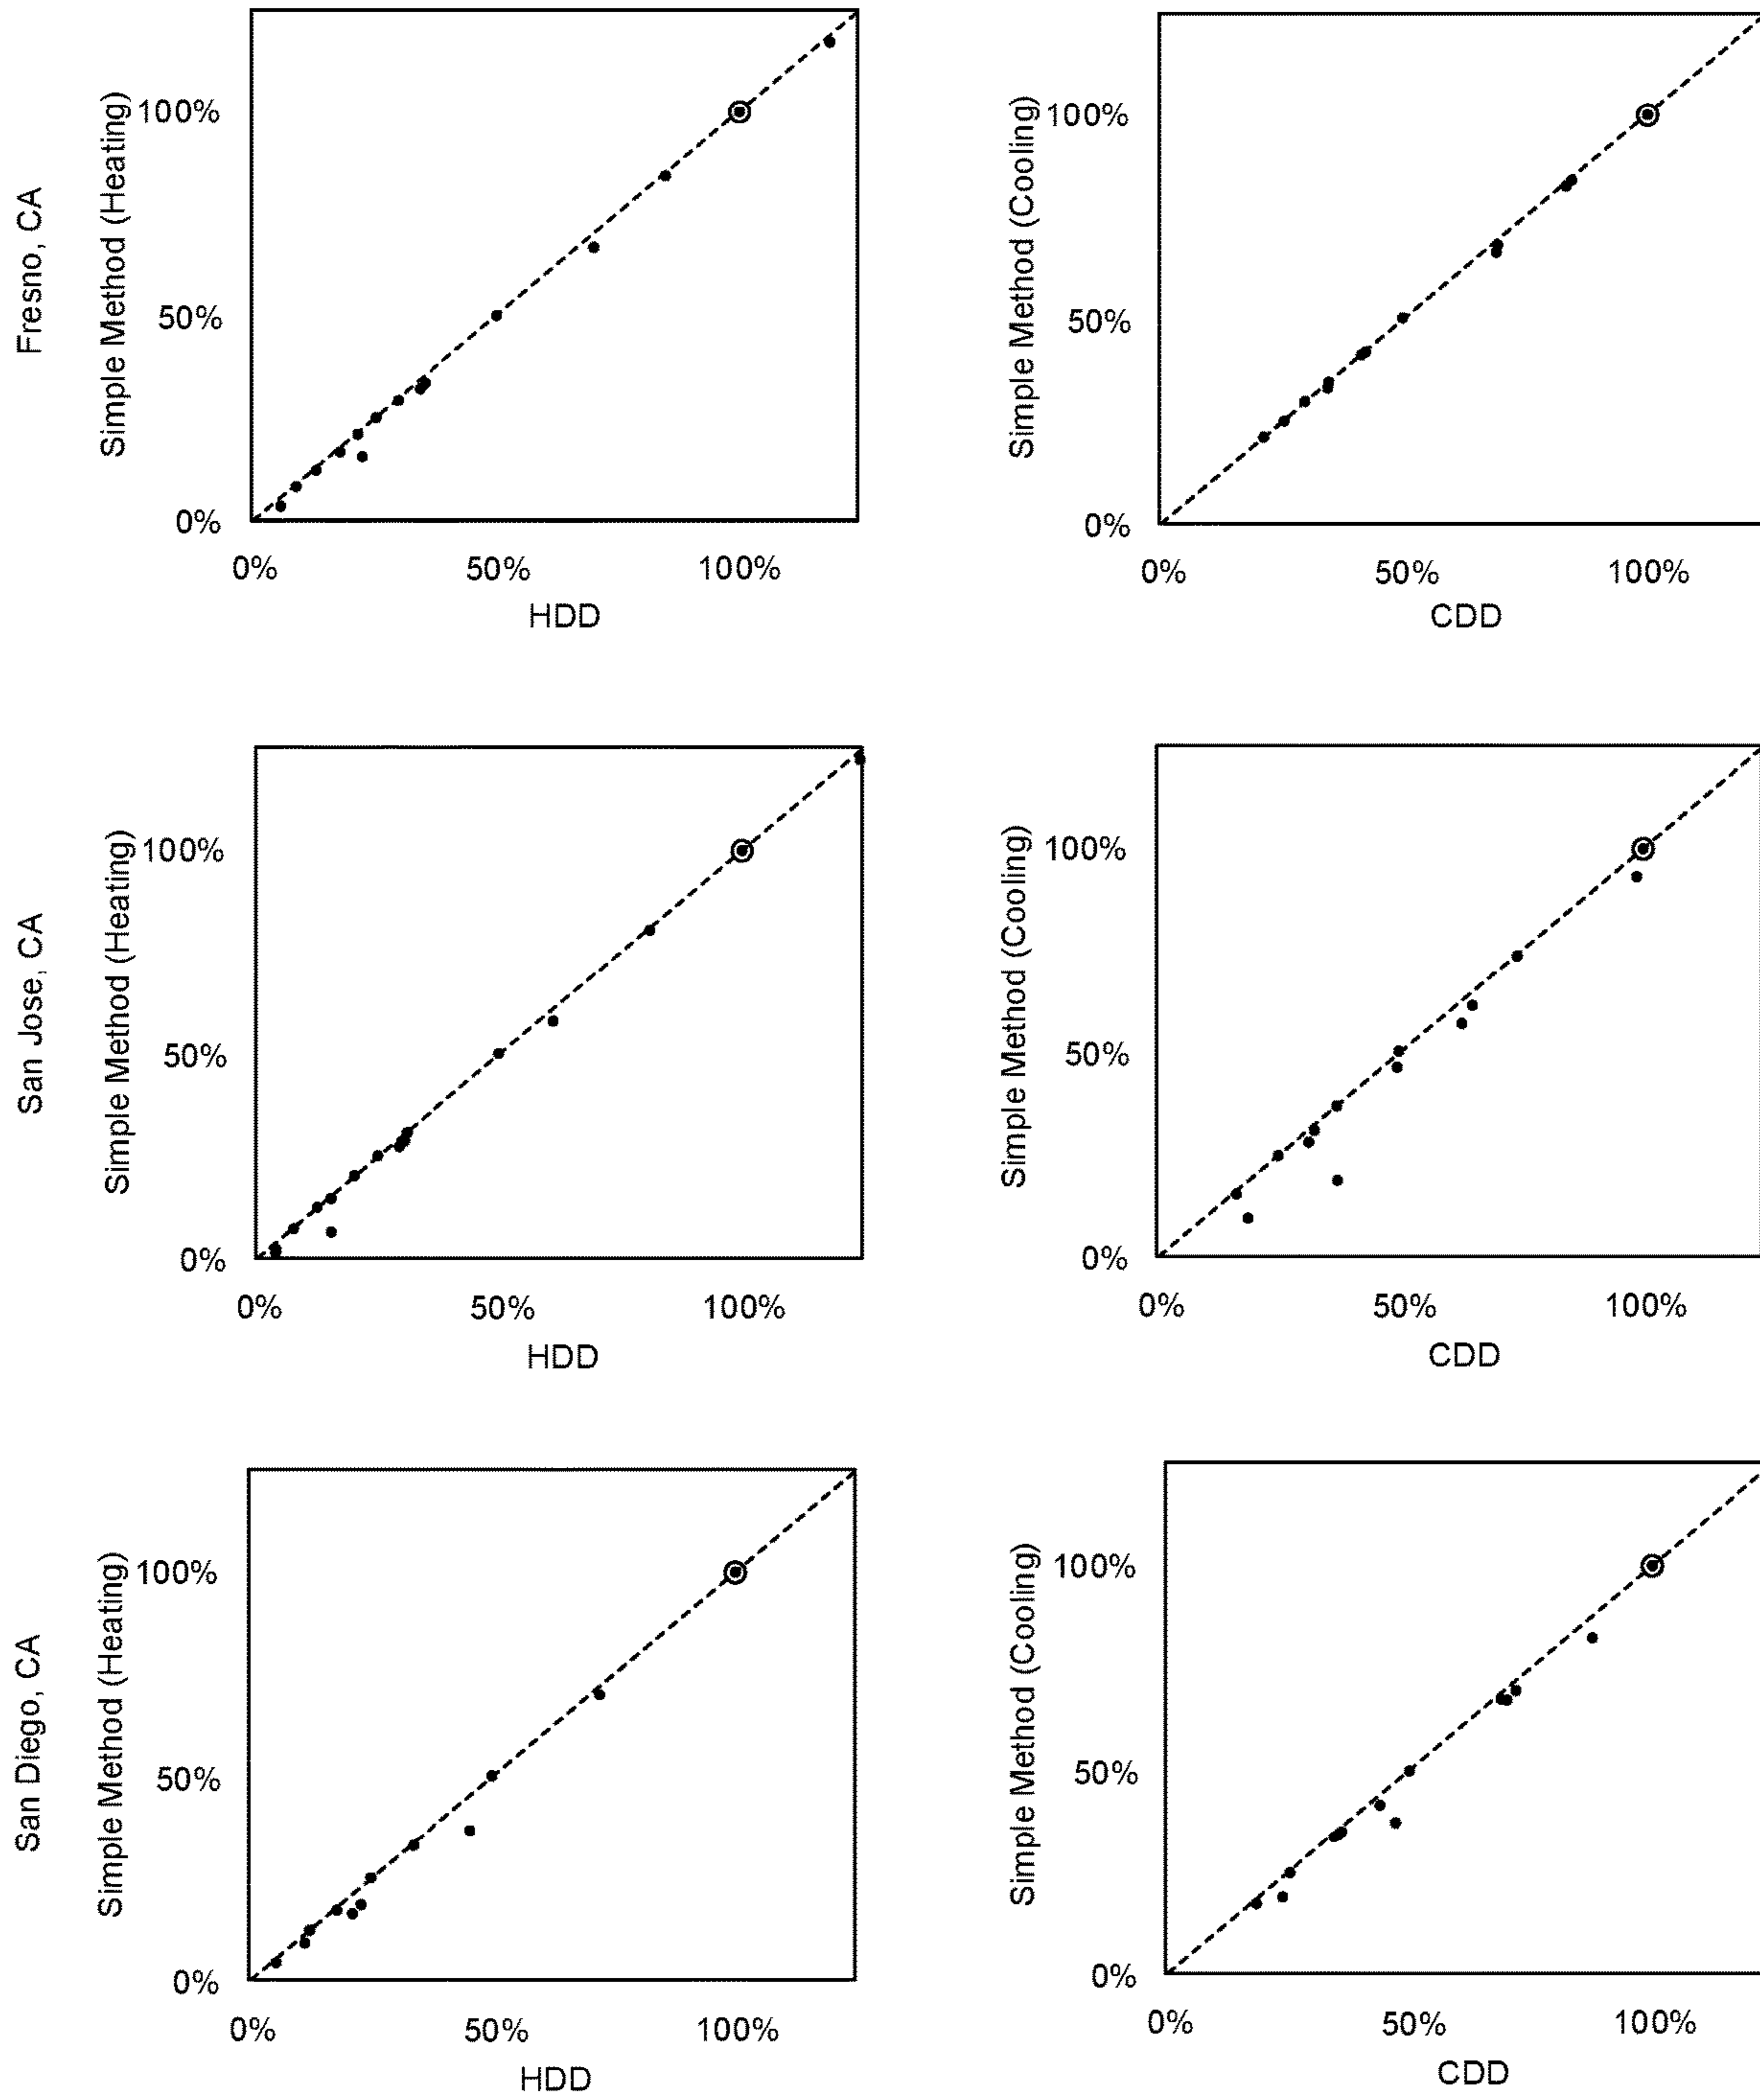 Fresno, CA
Simple Method (Heating)
100%
50%
0%
0%
50%
100%
HDD
Simple Method (Cooling)
100%
50%
0%
0%
50%
100%
CDD
San Jose, CA
Simple Method (Heating)
100%
50%
0%
0%
50%
100%
HDD
Simple Method (Cooling)
100%
50%
0%
0%
50%
100%
CDD
San Diego, CA
Simple Method (Heating)
100%
50%
0%
0%
50%
100%
HDD
Simple Method (Cooling)
100%
50%
0%
0%
50%
100%
CDD